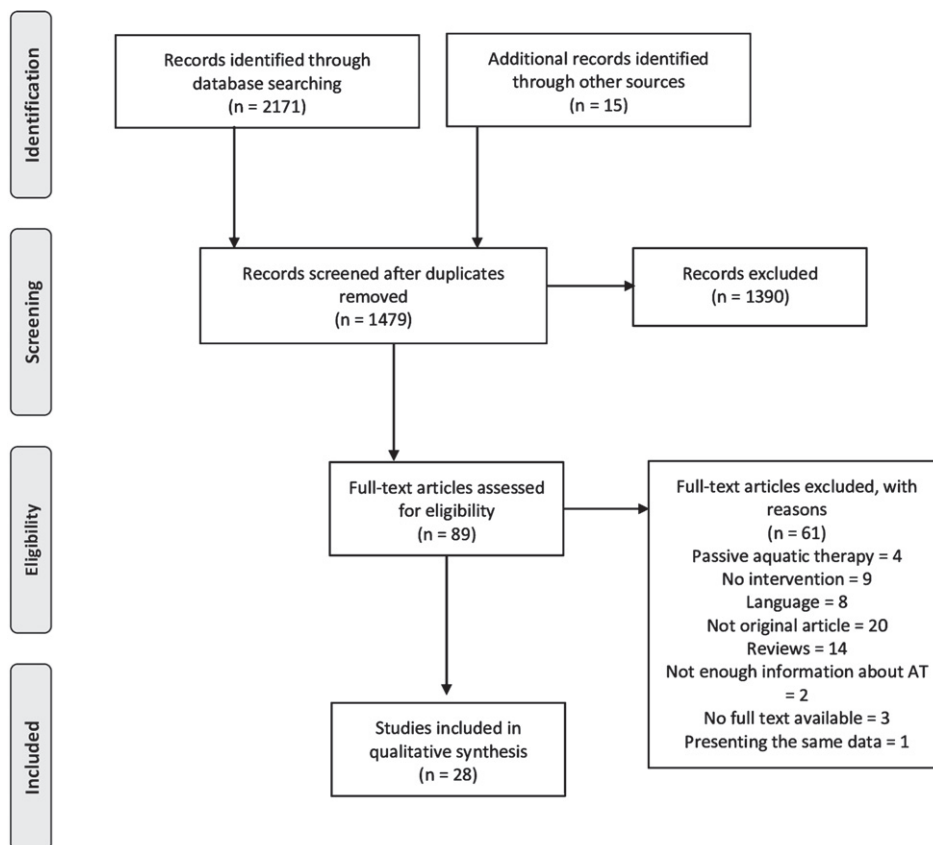 Identification
Records identified through
database searching
(n = 2171)
Additional records identified
through other sources
(n = 15)
Screening
Records screened after duplicates
removed
(n = 1479)
Records excluded
(n = 1390)
Eligibility
Full-text articles assessed
for eligibility
(n = 89)
Full-text articles excluded, with
reasons
(n = 61)
Passive aquatic therapy = 4
No intervention = 9
Language = 8
Not original article = 20
Reviews = 14
Not enough information about AT
= 2
No full text available = 3
Presenting the same data = 1
Included
Studies included in
qualitative synthesis
(n = 28)